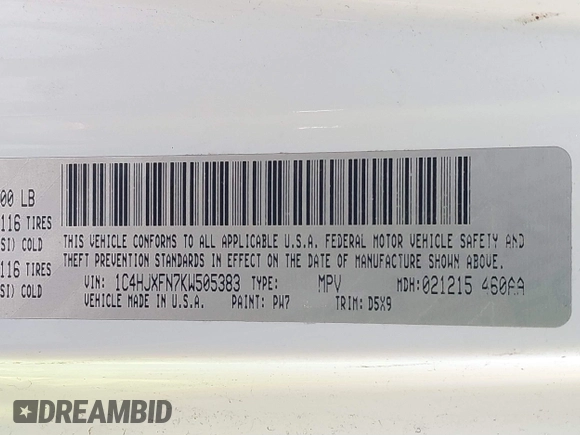 00 LB
116 TIRES
SI) COLD
116 TIRES
SI) COLD
THIS VEHICLE CONFORMS TO ALL APPLICABLE U.S.A. FEDERAL MOTOR VEHICLE SAFETY AND
THEFT PREVENTION STANDARDS IN EFFECT ON THE DATE OF MANUFACTURE SHOWN ABOVE.
VIN: 1C4HJXFN7KW505383 TYPE: MPV MDH: 021215 460AA
VEHICLE MADE IN U.S.A. PAINT: PW7 TRIM: D5X9
DREAMBID